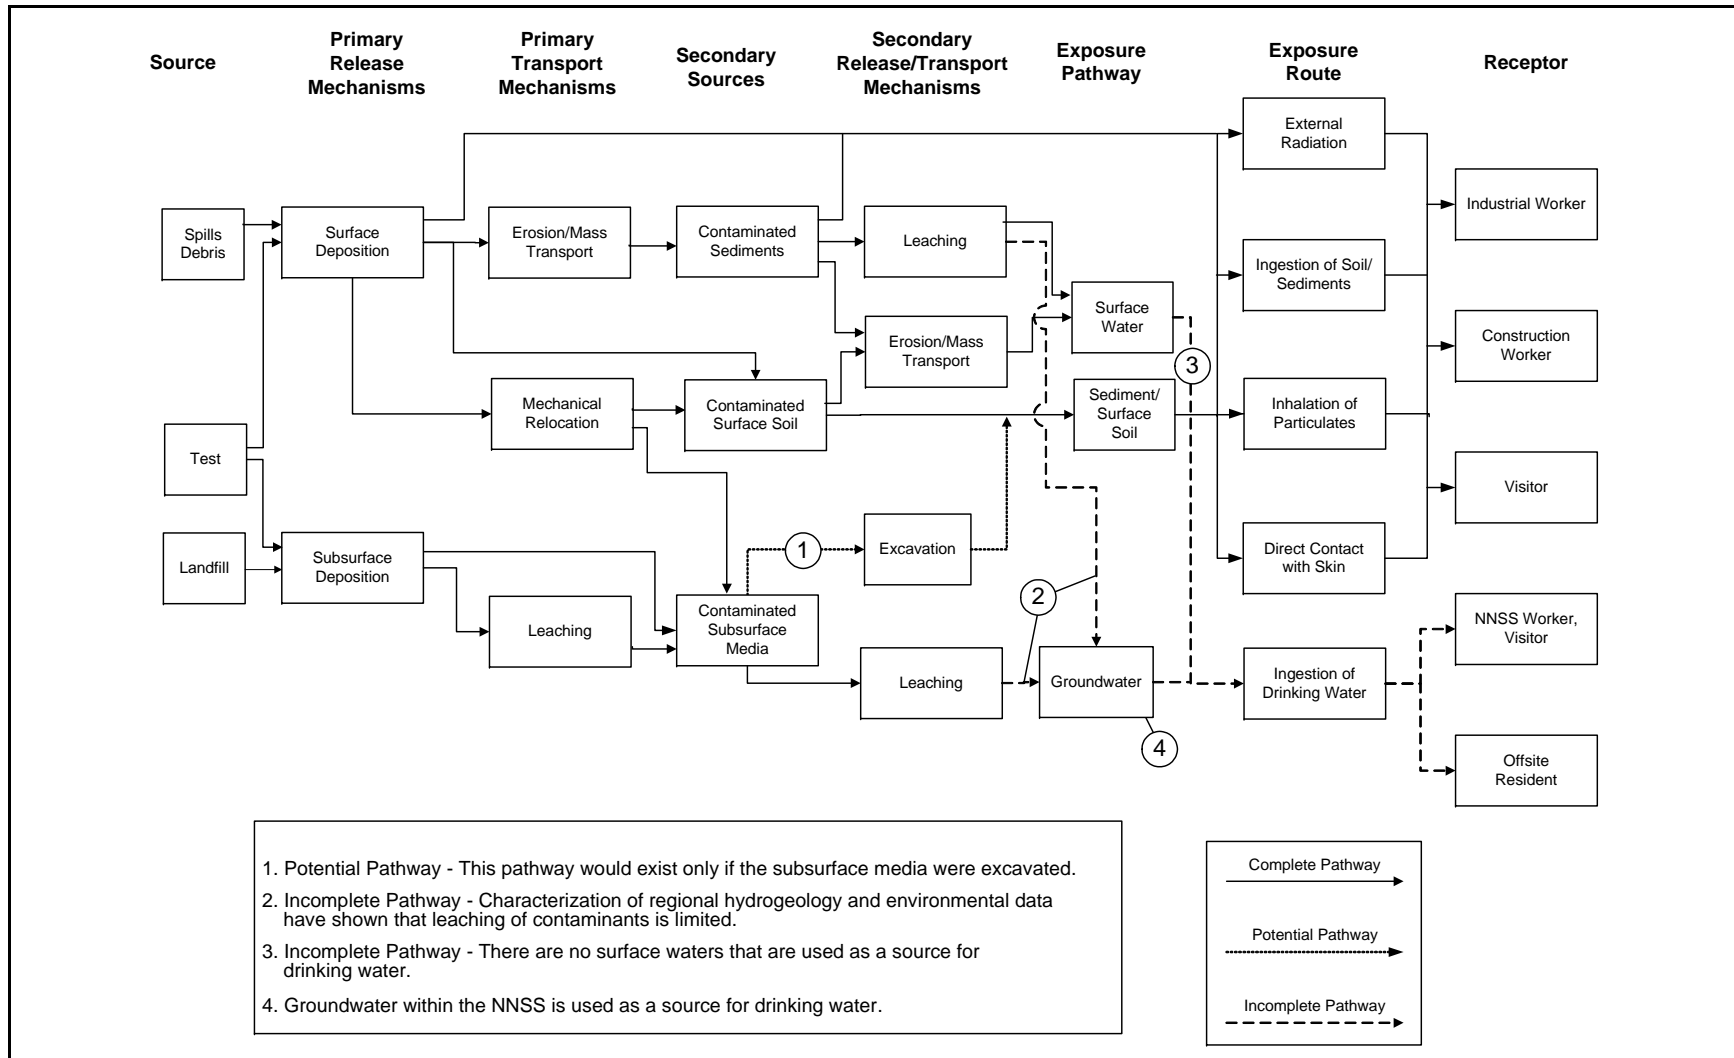 Source
Primary
Release
Mechanisms
Primary
Transport
Mechanisms
Secondary
Sources
Secondary
Release/Transport
Mechanisms
Exposure
Pathway
Exposure
Route
Receptor
Spills
Debris
Test
Landfill
Surface
Deposition
Subsurface
Deposition
Erosion/Mass
Transport
Mechanical
Relocation
Leaching
Contaminated
Sediments
Contaminated
Surface Soil
Contaminated
Subsurface
Media
Leaching
Erosion/Mass
Transport
1
Excavation
Leaching
2
Surface
Water
Sediment/
Surface
Soil
Groundwater
3
4
External
Radiation
Ingestion of Soil/
Sediments
Inhalation of
Particulates
Direct Contact
with Skin
Ingestion of
Drinking Water
Industrial Worker
Construction
Worker
Visitor
NNSS Worker,
Visitor
Offsite
Resident
1. Potential Pathway - This pathway would exist only if the subsurface media were excavated.
2. Incomplete Pathway - Characterization of regional hydrogeology and environmental data
have shown that leaching of contaminants is limited.
3. Incomplete Pathway - There are no surface waters that are used as a source for
drinking water.
4. Groundwater within the NNSS is used as a source for drinking water.
Complete Pathway
Potential Pathway
Incomplete Pathway